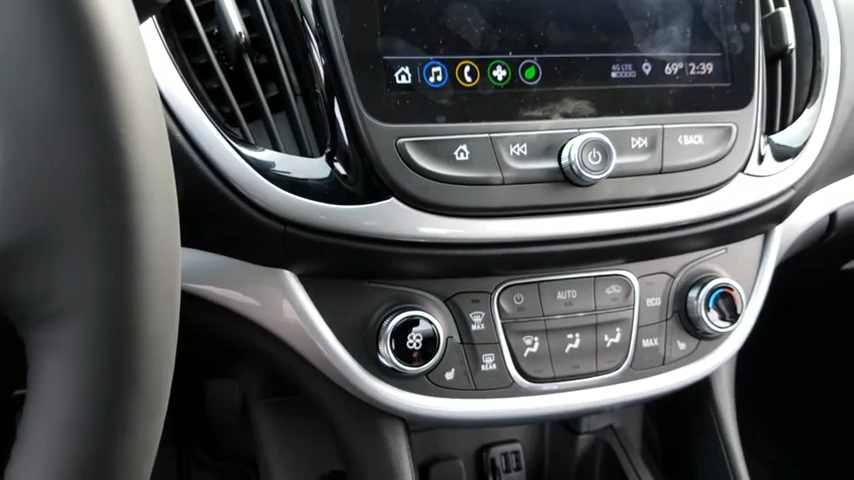 4G LTE
69° 2:39
BACK
AUTO
eco
MAX
MAX
REAR